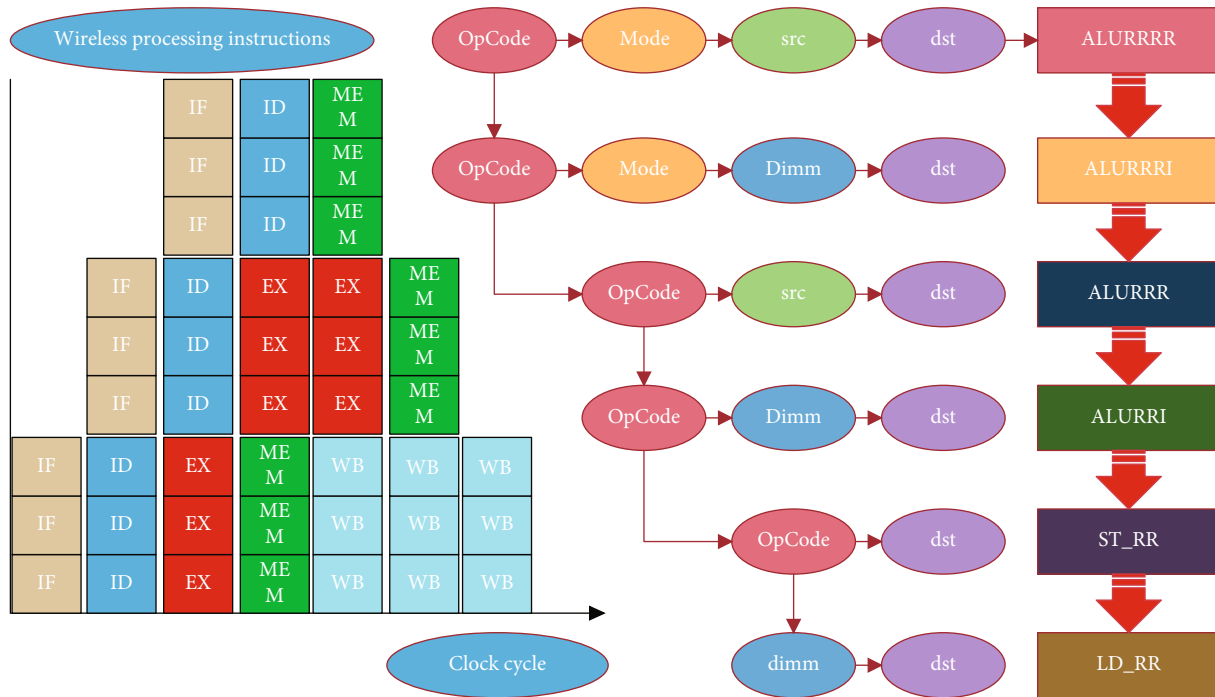 Wireless processing instructions
IF ID ME
M
IF ID ME
M
IF ID ME
M
IF ID EX EX ME
M
IF ID EX EX ME
M
IF ID EX EX ME
M
IF ID EX ME
M WB WB WB
IF ID EX ME
M WB WB WB
IF ID EX ME
M WB WB WB
Clock cycle
OpCode Mode src dst ALURRRR
OpCode Mode Dimm dst ALURRRI
OpCode src dst ALURRR
OpCode Dimm dst ALURRI
OpCode dst ST_RR
dimm dst LD_RR